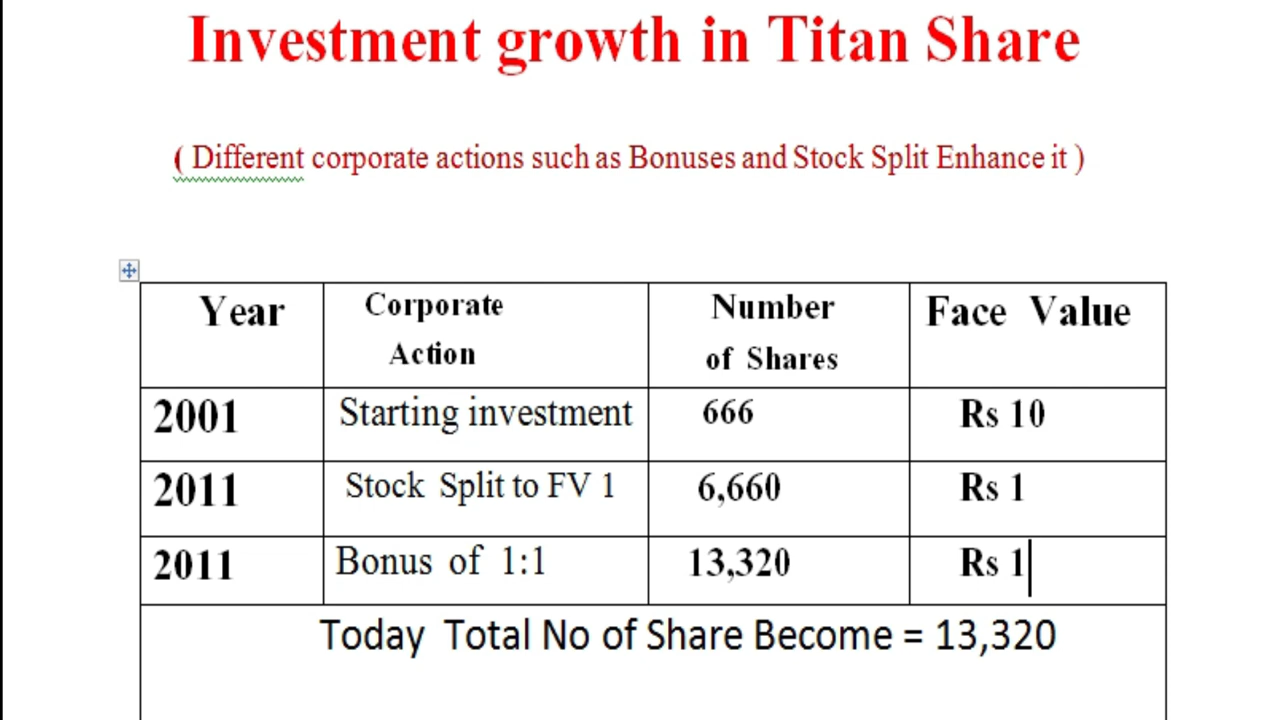 Investment growth in Titan Share
( Different corporate actions such as Bonuses and Stock Split Enhance it )
Year Corporate Action Number of Shares Face Value
2001 Starting investment 666 Rs 10
2011 Stock Split to FV 1 6,660 Rs 1
2011 Bonus of 1:1 13,320 Rs 1
Today Total No of Share Become = 13,320